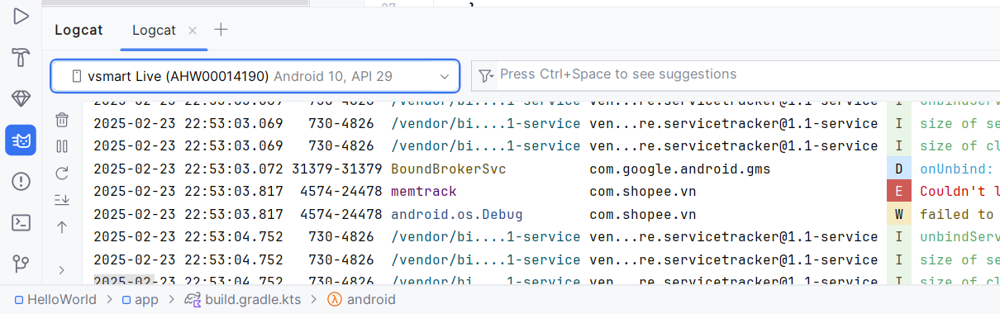 37
Logcat Logcat
vsmart Live (AHW00014190) Android 10, API 29 Press Ctrl+Space to see suggestions
2025-02-23 22:53:03.067 730-4826 /vendor/bi....1-service ven...re.servicetracker@1.1-service I unbindServ
2025-02-23 22:53:03.069 730-4826 /vendor/bi....1-service ven...re.servicetracker@1.1-service I size of se
2025-02-23 22:53:03.069 730-4826 /vendor/bi....1-service ven...re.servicetracker@1.1-service I size of cl
2025-02-23 22:53:03.072 31379-31379 BoundBrokerSvc com.google.android.gms D onUnbind:
2025-02-23 22:53:03.817 4574-24478 memtrack com.shopee.vn E Couldn't l
2025-02-23 22:53:03.817 4574-24478 android.os.Debug com.shopee.vn W failed to
2025-02-23 22:53:04.752 730-4826 /vendor/bi....1-service ven...re.servicetracker@1.1-service I unbindServ
2025-02-23 22:53:04.752 730-4826 /vendor/bi....1-service ven...re.servicetracker@1.1-service I size of se
2025-02-23 22:53:04.752 730-4826 /vendor/bi....1-service ven...re.servicetracker@1.1-service I size of cl
HelloWorld > app > build.gradle.kts > android